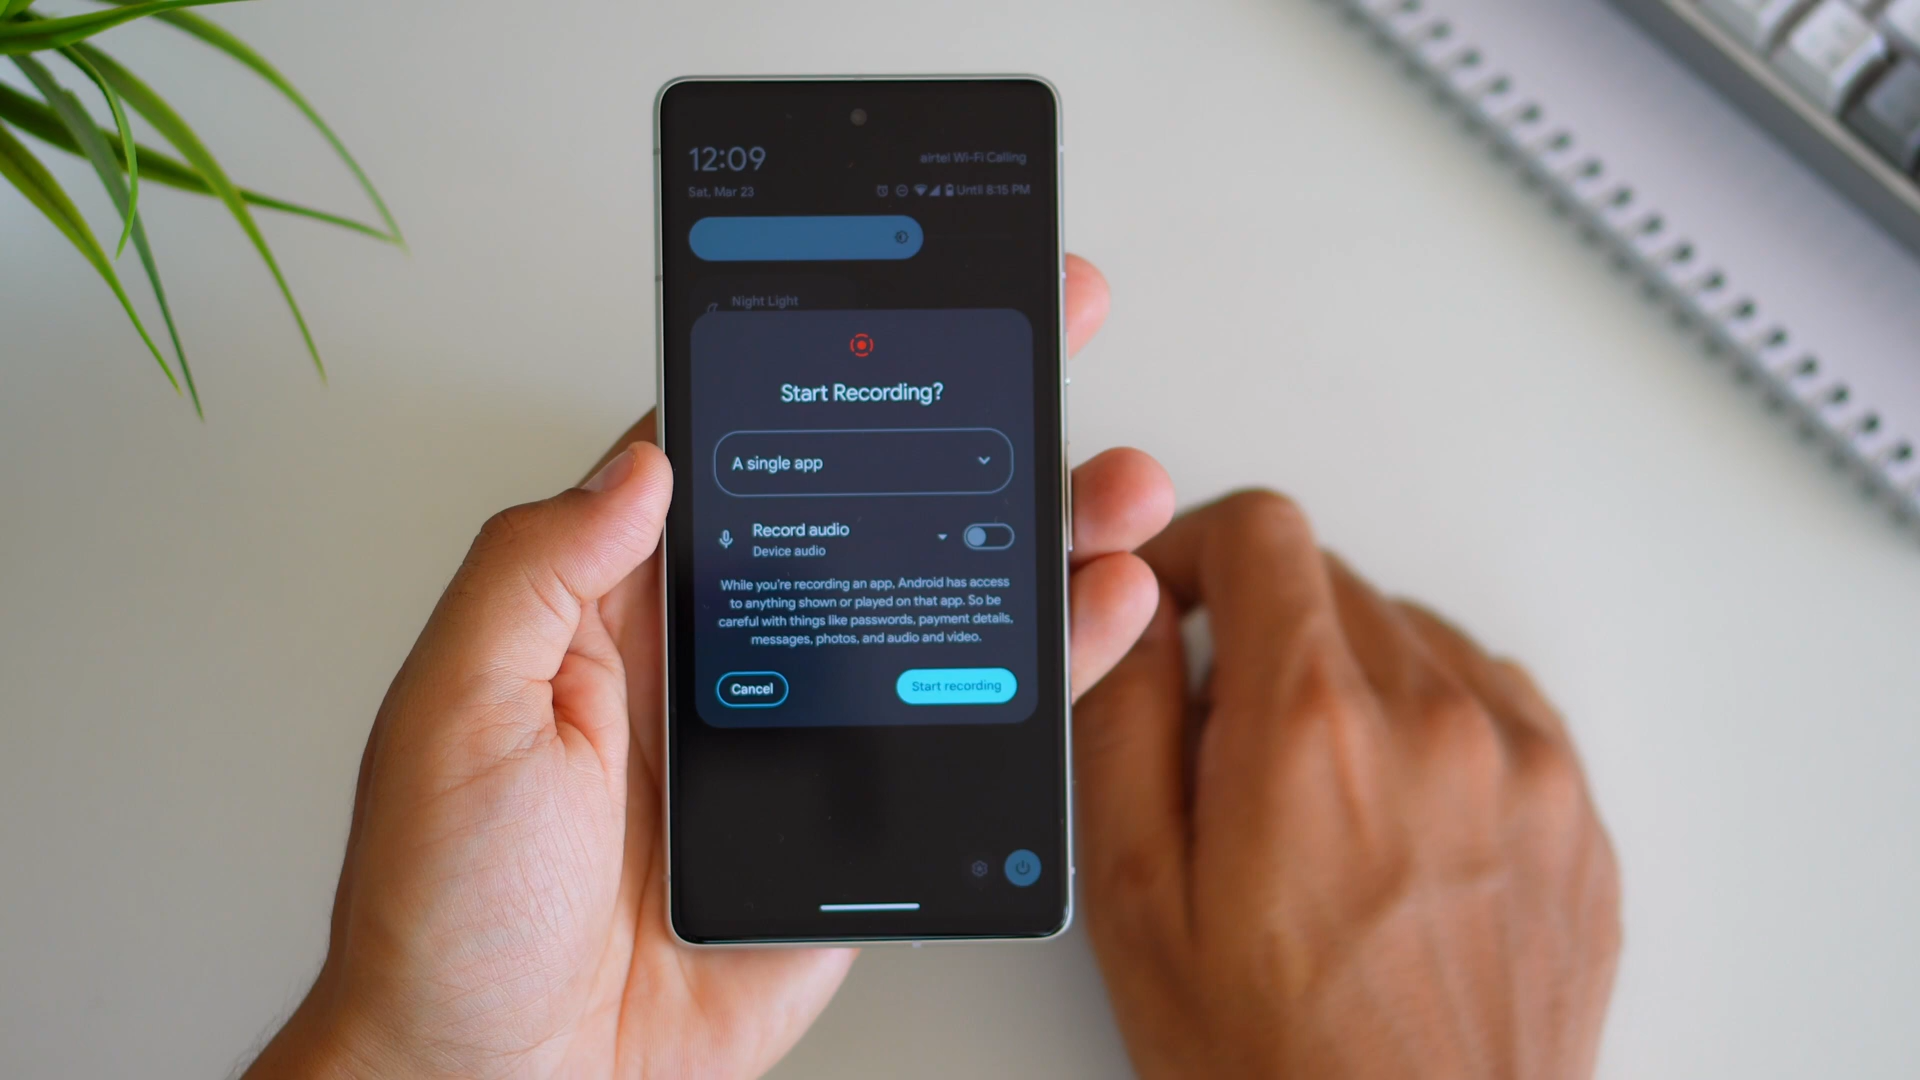 12:09
airtel Wi-Fi Calling
Sat, Mar 23
Until 8:15 PM
Night Light
Start Recording?
A single app
Record audio
Device audio
While you're recording an app, Android has access
to anything shown or played on that app. So be
careful with things like passwords, payment details,
messages, photos, and audio and video.
Cancel
Start recording